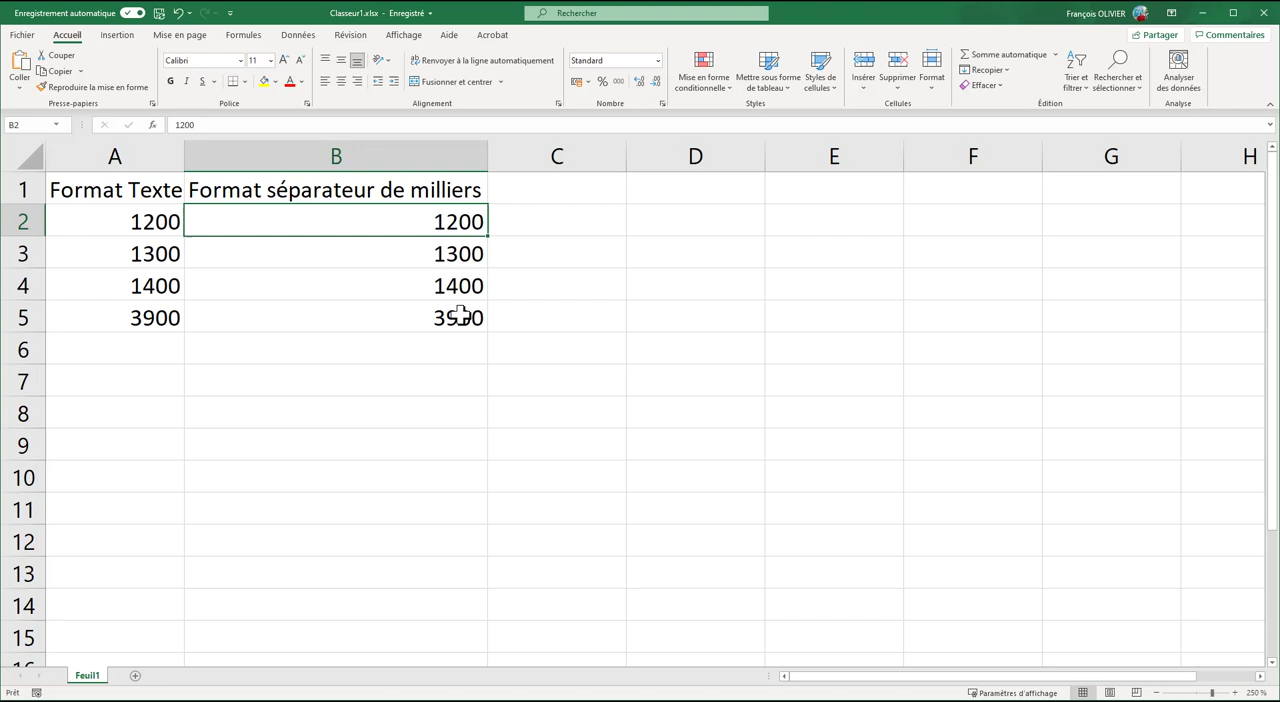 Enregistrement automatique
Classeur1.xlsx - Enregistré
Rechercher
François OLIVIER
Fichier Accueil Insertion Mise en page Formules Données Révision Affichage Aide Acrobat Partager Commentaires
Coller
Couper
Copier
Reproduire la mise en forme
Presse-papiers
Calibri 11
G I S
Police
Renvoyer à la ligne automatiquement
Fusionner et centrer
Alignement
Standard
% 000
Nombre
Mise en forme conditionnelle
Mettre sous forme de tableau
Styles de cellules
Styles
Insérer Supprimer Format
Cellules
Somme automatique
Recopier
Effacer
Trier et filtrer
Rechercher et sélectionner
Édition
Analyser des données
Analyse
B2 fx 1200
A B C D E F G H
1 Format Texte Format séparateur de milliers
2 1200 1200
3 1300 1300
4 1400 1400
5 3900
6
7
8
9
10
11
12
13
14
15
Feuil1
Prêt Paramètres d'affichage 250 %